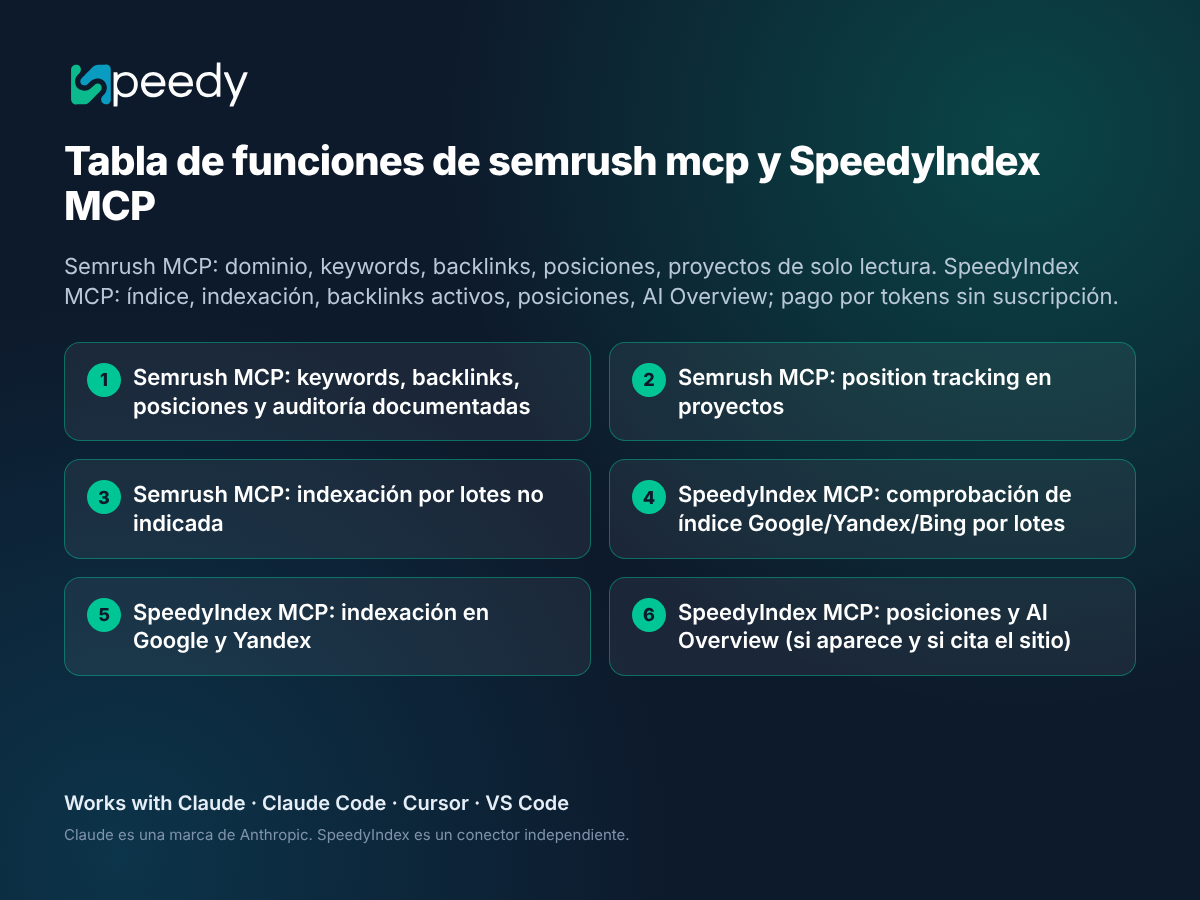 Speedy
Tabla de funciones de semrush mcp y SpeedyIndex
MCP
Semrush MCP: dominio, keywords, backlinks, posiciones, proyectos de solo lectura. SpeedyIndex
MCP: índice, indexación, backlinks activos, posiciones, AI Overview; pago por tokens sin suscripción.
1 Semrush MCP: keywords, backlinks,
posiciones y auditoría documentadas
2 Semrush MCP: position tracking en
proyectos
3 Semrush MCP: indexación por lotes no
indicada
4 SpeedyIndex MCP: comprobación de
índice Google/Yandex/Bing por lotes
5 SpeedyIndex MCP: indexación en
Google y Yandex
6 SpeedyIndex MCP: posiciones y AI
Overview (si aparece y si cita el sitio)
Works with Claude · Claude Code · Cursor · VS Code
Claude es una marca de Anthropic. SpeedyIndex es un conector independiente.